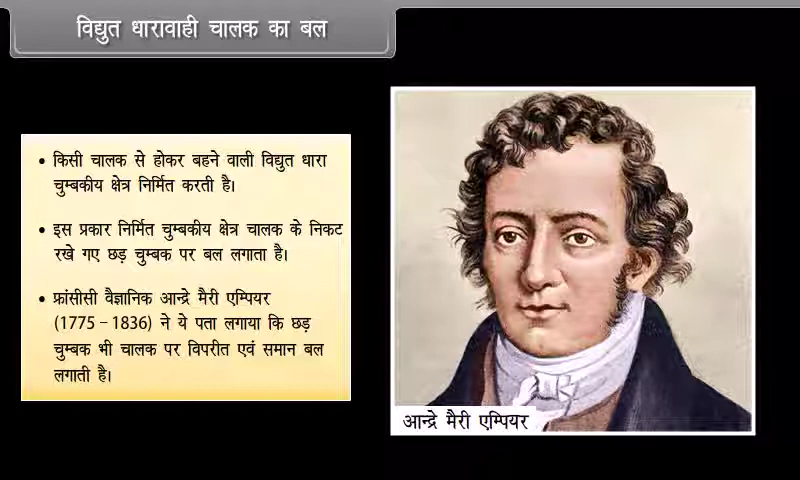 विद्युत धारावाही चालक का बल
• किसी चालक से होकर बहने वाली विद्युत धारा
चुम्बकीय क्षेत्र निर्मित करती है।
• इस प्रकार निर्मित चुम्बकीय क्षेत्र चालक के निकट
रखे गए छड़ चुम्बक पर बल लगाता है।
• फ्रांसीसी वैज्ञानिक आन्द्रे मैरी एम्पियर
(1775 – 1836) ने ये पता लगाया कि छड़
चुम्बक भी चालक पर विपरीत एवं समान बल
लगाती है।
आन्द्रे मैरी एम्पियर